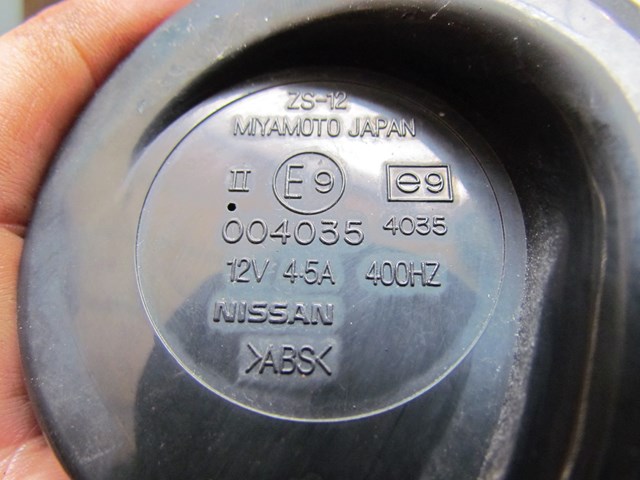 ZS-12
MIYAMOTO JAPAN
II E9 e9
004035 4035
12V 4.5A 400HZ
NISSAN
>ABS<